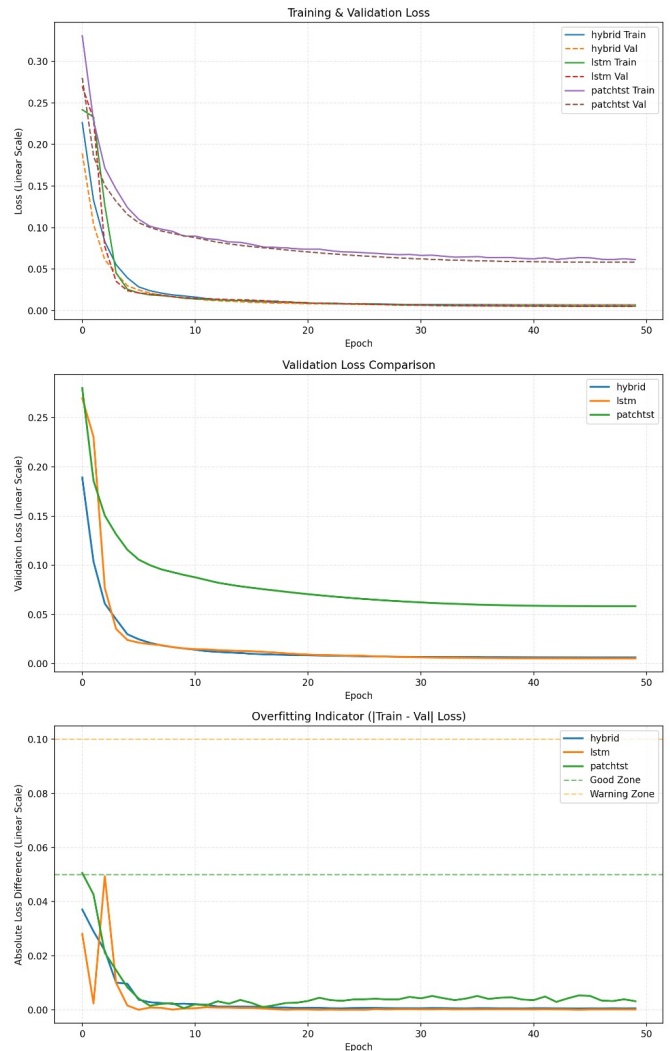 Training & Validation Loss
Loss (Linear Scale)
0.30
0.25
0.20
0.15
0.10
0.05
0.00
hybrid Train
hybrid Val
lstm Train
lstm Val
patchtst Train
patchtst Val
0 10 20 30 40 50
Epoch
Validation Loss Comparison
Validation Loss (Linear Scale)
0.25
0.20
0.15
0.10
0.05
0.00
hybrid
lstm
patchtst
0 10 20 30 40 50
Epoch
Overfitting Indicator (|Train - Val| Loss)
Absolute Loss Difference (Linear Scale)
0.10
0.08
0.06
0.04
0.02
0.00
hybrid
lstm
patchtst
Good Zone
Warning Zone
0 10 20 30 40 50
Epoch